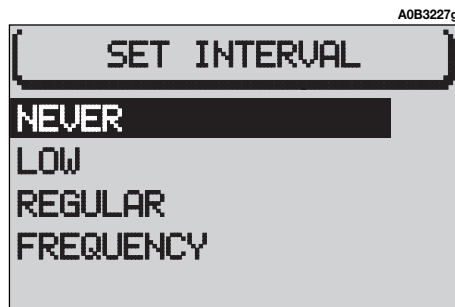 A0B3227g
SET INTERVAL
NEVER
LOW
REGULAR
FREQUENCY